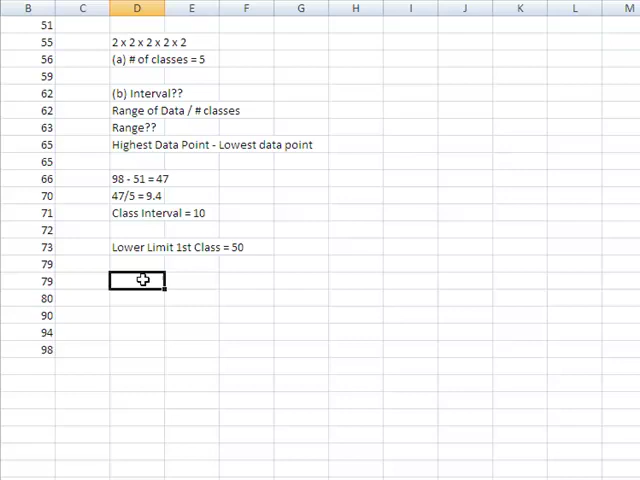 B C D E F G H I J K L M
51
55 2 x 2 x 2 x 2 x 2
56 (a) # of classes = 5
59
62 (b) Interval??
62 Range of Data / # classes
63 Range??
65 Highest Data Point - Lowest data point
65
66 98 - 51 = 47
70 47/5 = 9.4
71 Class Interval = 10
72
73 Lower Limit 1st Class = 50
79
79
80
90
94
98